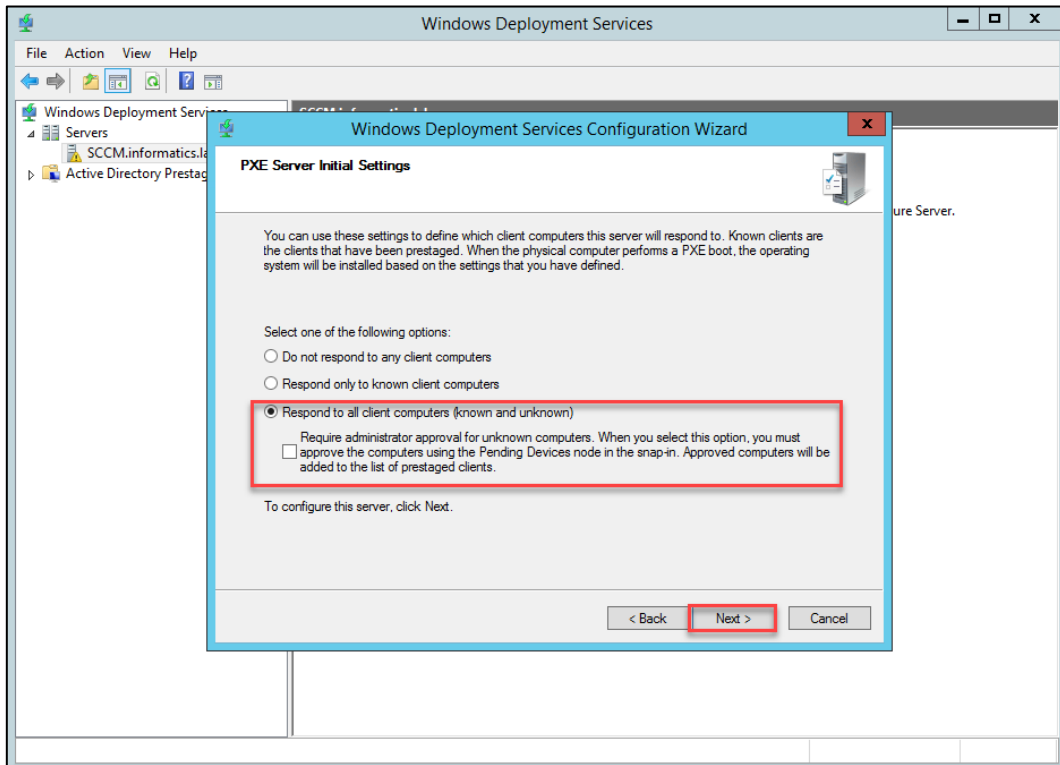 Windows Deployment Services
File Action View Help
Windows Deployment Services
Servers
SCCM.informatics.la
Active Directory Prestag
Windows Deployment Services Configuration Wizard
X
PXE Server Initial Settings
ure Server.
You can use these settings to define which client computers this server will respond to. Known clients are
the clients that have been prestaged. When the physical computer performs a PXE boot, the operating
system will be installed based on the settings that you have defined.
Select one of the following options:
Do not respond to any client computers
Respond only to known client computers
Respond to all client computers (known and unknown)
Require administrator approval for unknown computers. When you select this option, you must
approve the computers using the Pending Devices node in the snap-in. Approved computers will be
added to the list of prestaged clients.
To configure this server, click Next.
< Back Next > Cancel